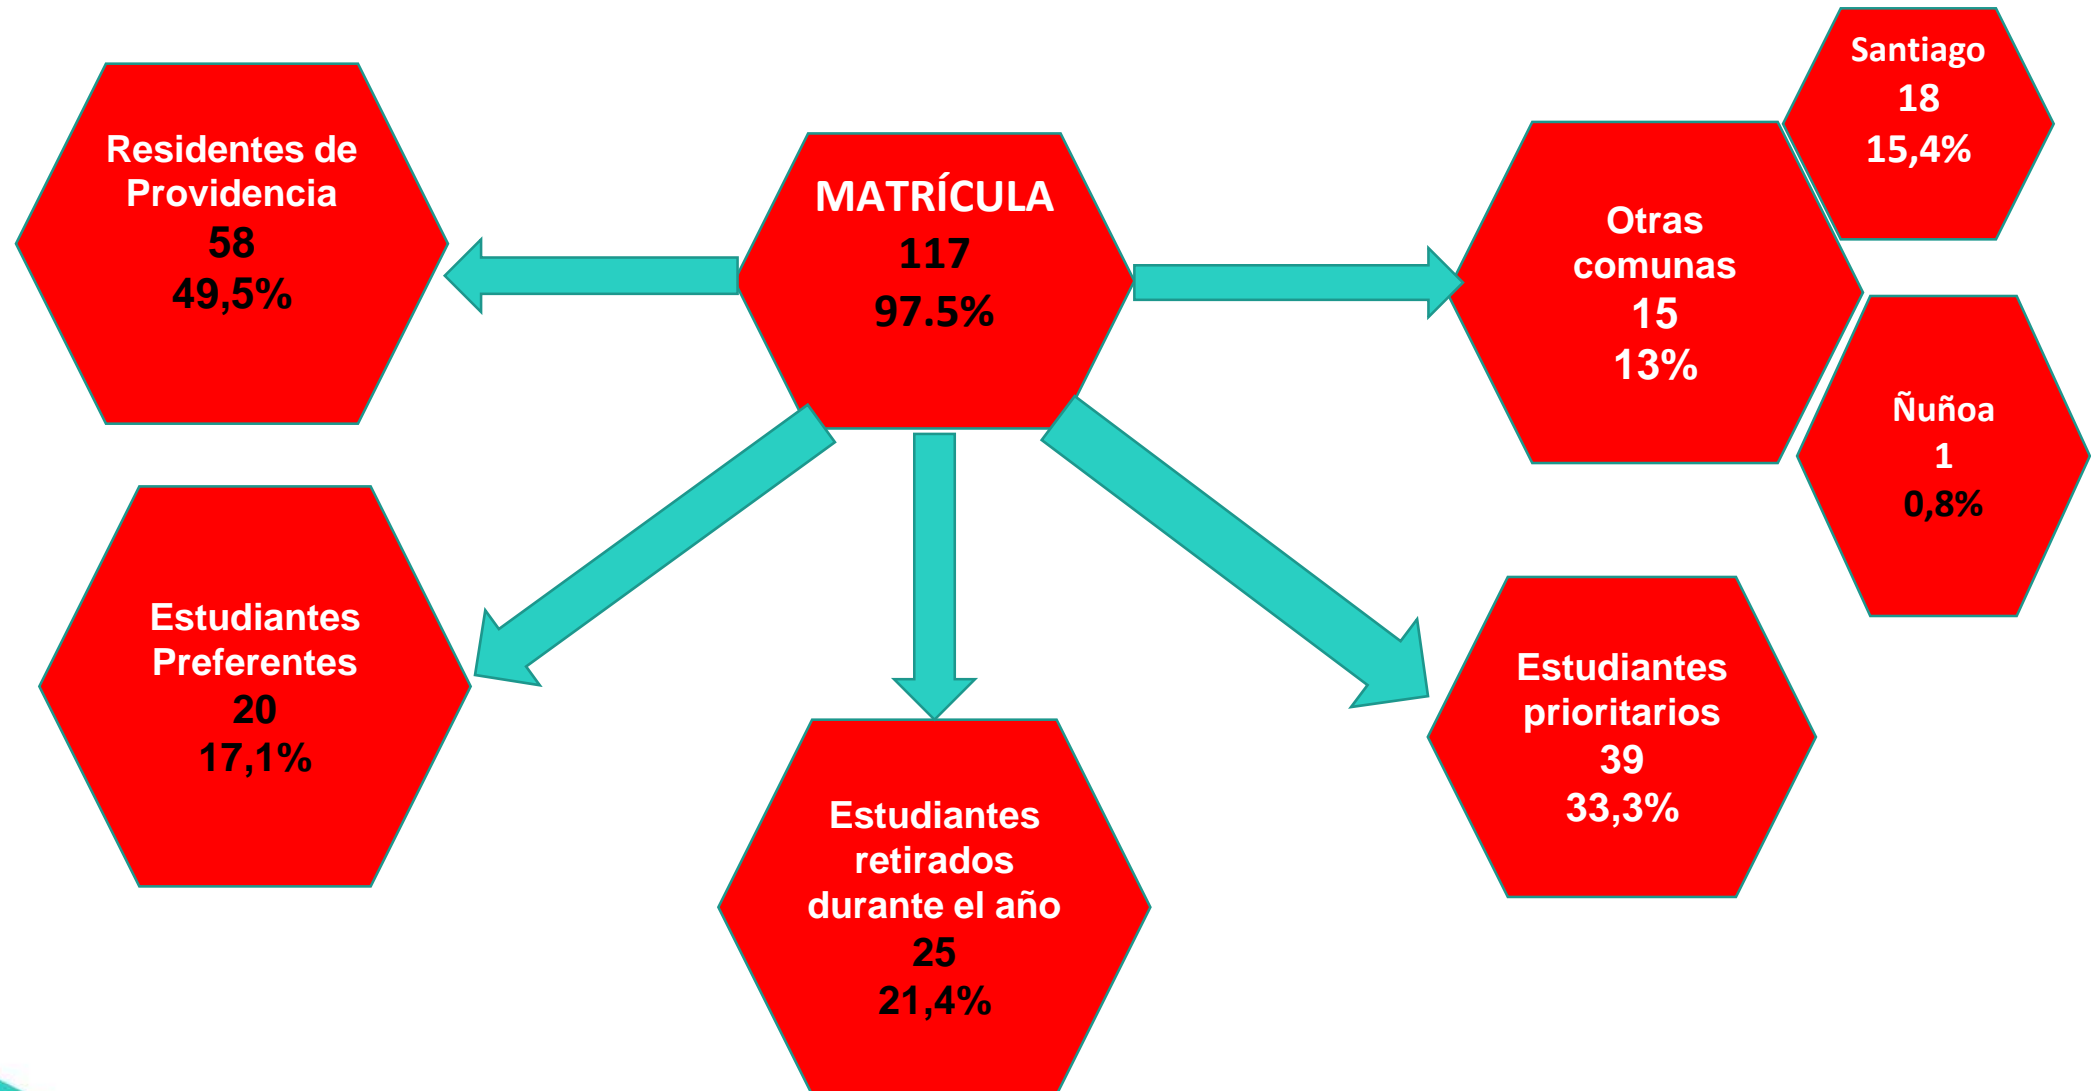 Residentes de
Providencia
58
49,5%
MATRÍCULA
117
97.5%
Otras
comunas
15
13%
Santiago
18
15,4%
Ñuñoa
1
0,8%
Estudiantes
Preferentes
20
17,1%
Estudiantes
retirados
durante el año
25
21,4%
Estudiantes
prioritarios
39
33,3%